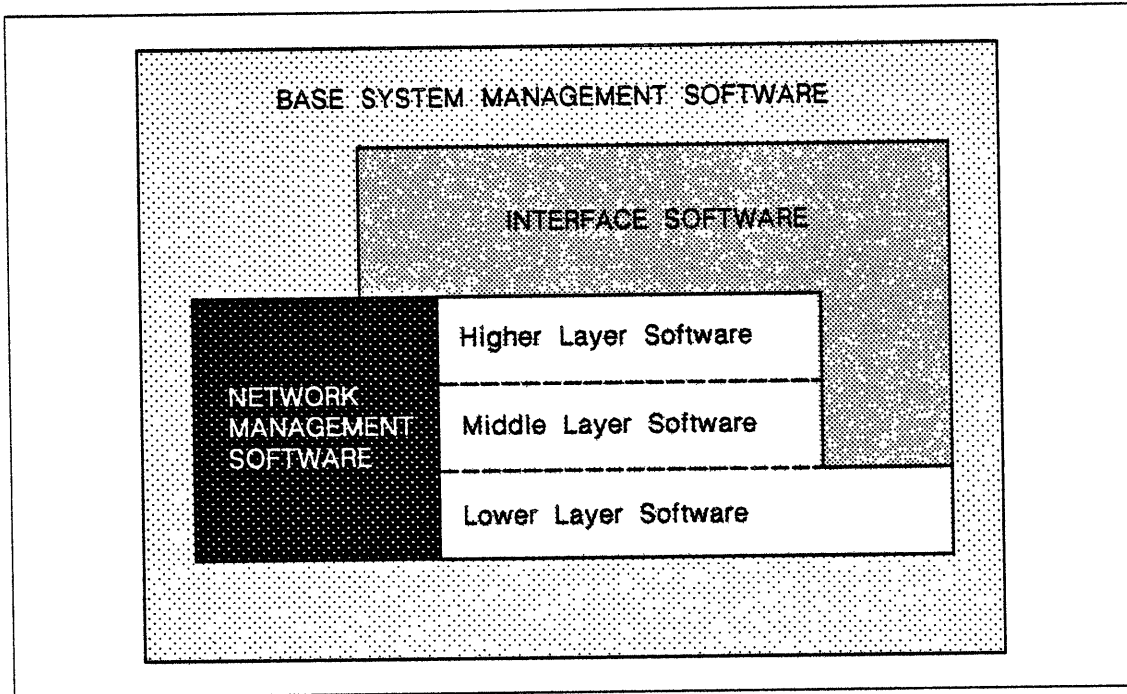 BASE SYSTEM MANAGEMENT SOFTWARE
INTERFACE SOFTWARE
Higher Layer Software
NETWORK
MANAGEMENT
SOFTWARE
Middle Layer Software
Lower Layer Software